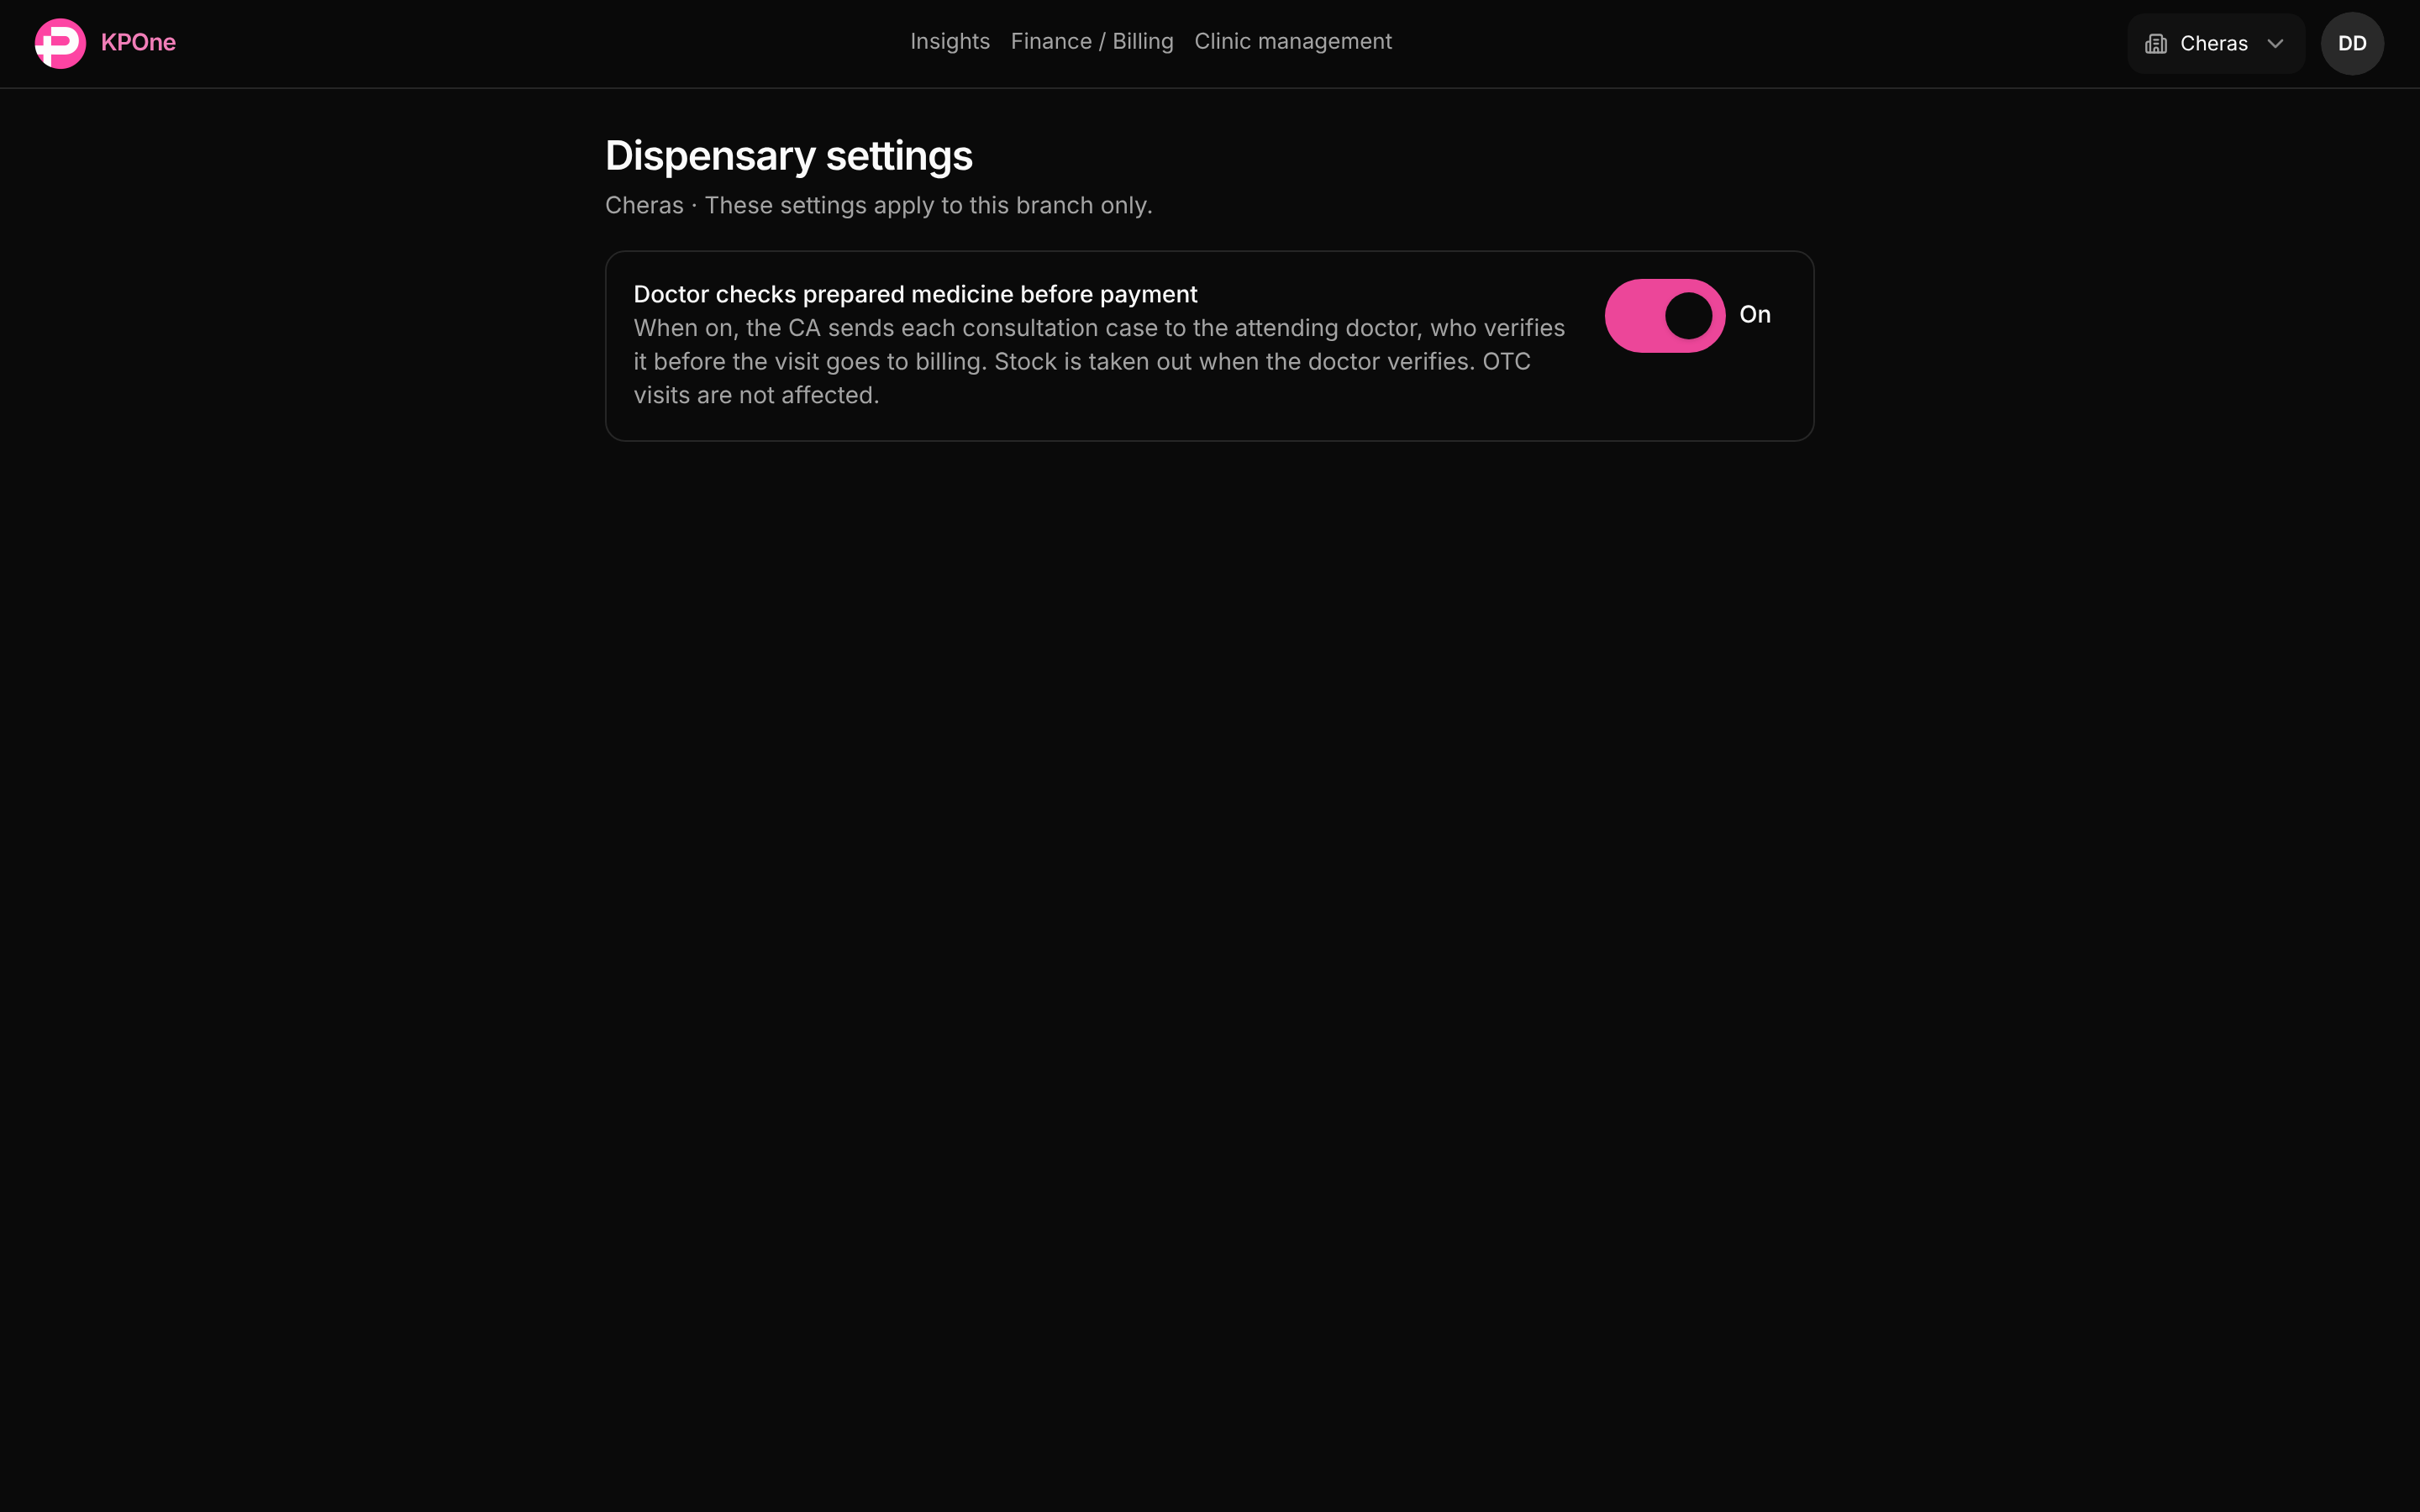 KPOne
Insights
Finance / Billing
Clinic management
Cheras
DD
Dispensary settings
Cheras · These settings apply to this branch only.
Doctor checks prepared medicine before payment
On
When on, the CA sends each consultation case to the attending doctor, who verifies
it before the visit goes to billing. Stock is taken out when the doctor verifies. OTC
visits are not affected.